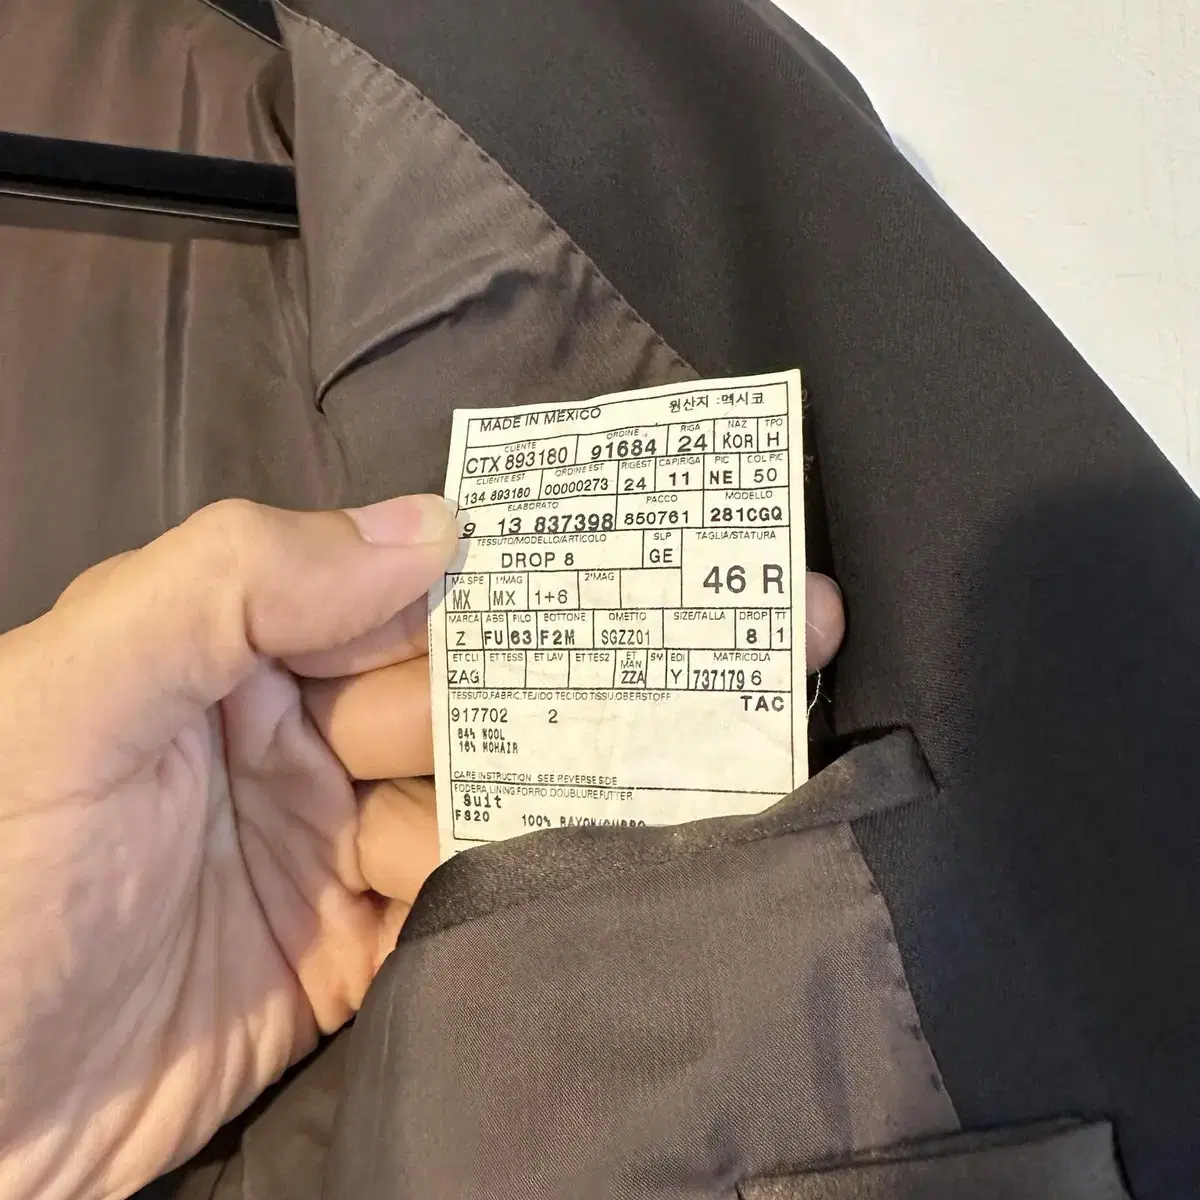 MADE IN MEXICO 원산지 :멕시코
CLIENTE ORDINE RIGA NAZ TPO
CTX 893180 91684 24 KOR H
CLIENTE EST ORDINE EST RIGEST CAP/RIGA PIC COL PIC
134 893180 00000273 24 11 NE 50
ELABORATO PACCO MODELLO
9 13 837398 850761 281CGQ
TESSUTO/MODELLO/ARTICOLO SLP TAGLIA/STATURA
DROP 8 GE 46 R
MA SPE 1°MAG 2°MAG
MX MX 1+6
MARCA ABS FILO BOTTONE OMETTO SIZE/TALLA DROP TT
Z FU 63 F2M SGZZ01 8 1
ET CLI ET TESS ET LAV ET TES2 ET MAN SM EDI MATRICOLA
ZAG ZZA Y 737179 6
TESSUTO,FABRIC,TEJIDO TECIDO TISSU,OBERSTOFF TAC
917702 2
84% WOOL
16% MOHAIR
CARE INSTRUCTION SEE REVERSE SIDE
FODERA,LINING FORRO,DOUBLURE,FUTTER
Suit
FS20 100%